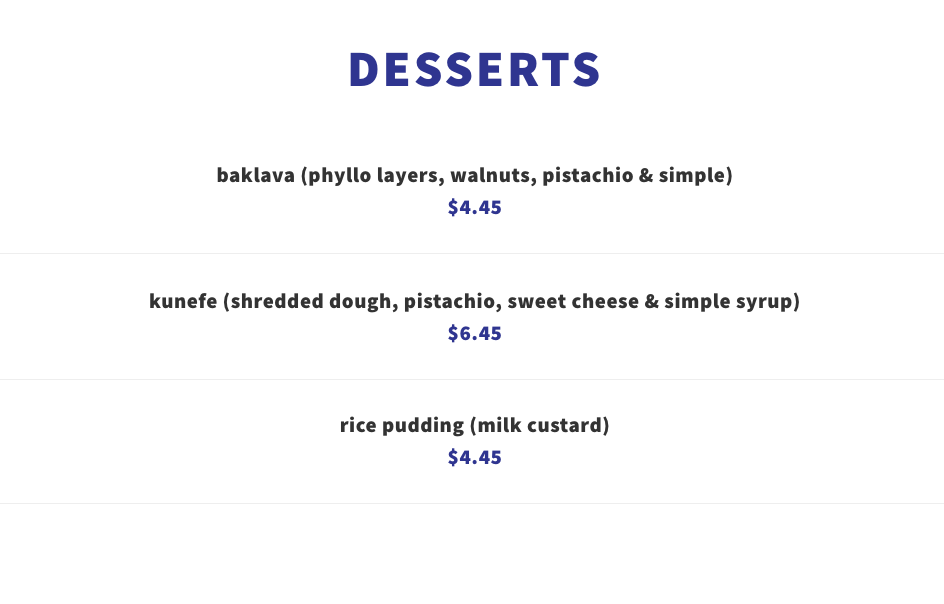 DESSERTS
baklava (phyllo layers, walnuts, pistachio & simple)
$4.45
kunefe (shredded dough, pistachio, sweet cheese & simple syrup)
$6.45
rice pudding (milk custard)
$4.45